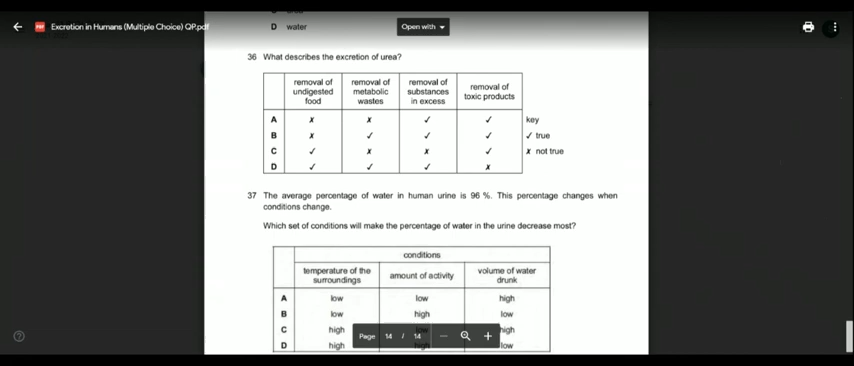 Excretion in Humans (Multiple Choice) QP.pdf
Open with
D water
36 What describes the excretion of urea?
removal of undigested food
removal of metabolic wastes
removal of substances in excess
removal of toxic products
A ✗ ✗ ✓ ✓ key
B ✗ ✓ ✓ ✓ ✓ true
C ✓ ✗ ✗ ✓ ✗ not true
D ✓ ✓ ✓ ✗
37 The average percentage of water in human urine is 96 %. This percentage changes when
conditions change.
Which set of conditions will make the percentage of water in the urine decrease most?
conditions
temperature of the surroundings
amount of activity
volume of water drunk
A low low high
B low high low
C high low high
D high high low
Page 14 / 14